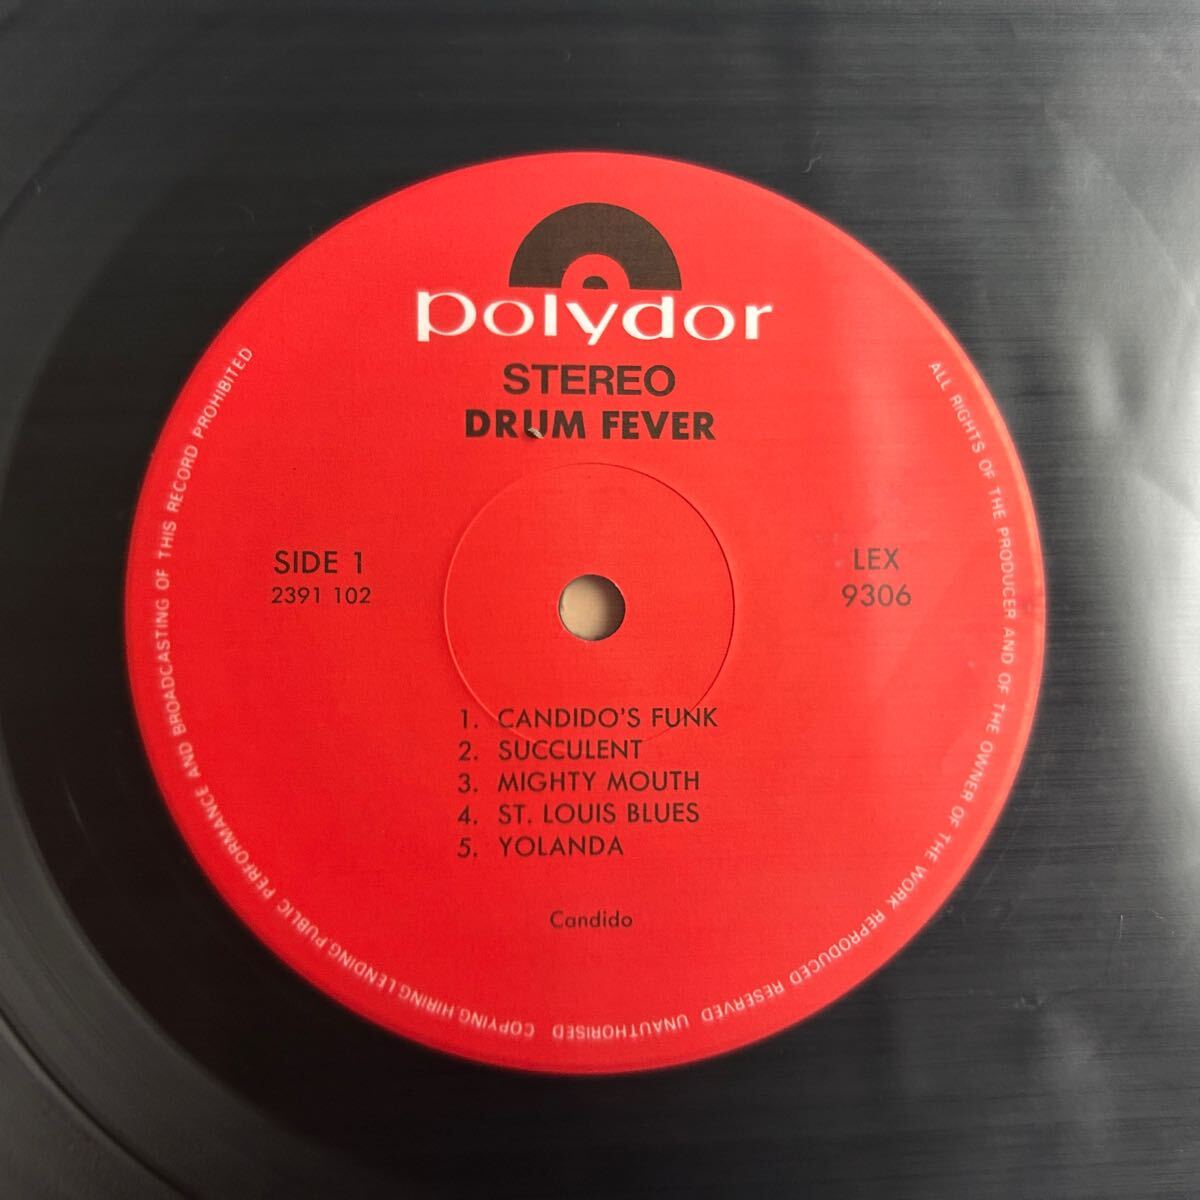 polydor
STEREO
DRUM FEVER
SIDE 1
2391 102
LEX
9306
1. CANDIDO'S FUNK
2. SUCCULENT
3. MIGHTY MOUTH
4. ST. LOUIS BLUES
5. YOLANDA
Candido
ALL RIGHTS OF THE PRODUCER AND OF THE OWNER OF THE WORK REPRODUCED RESERVED UNAUTHORISED COPYING, HIRING, LENDING, PUBLIC PERFORMANCE AND BROADCASTING OF THIS RECORD PROHIBITED